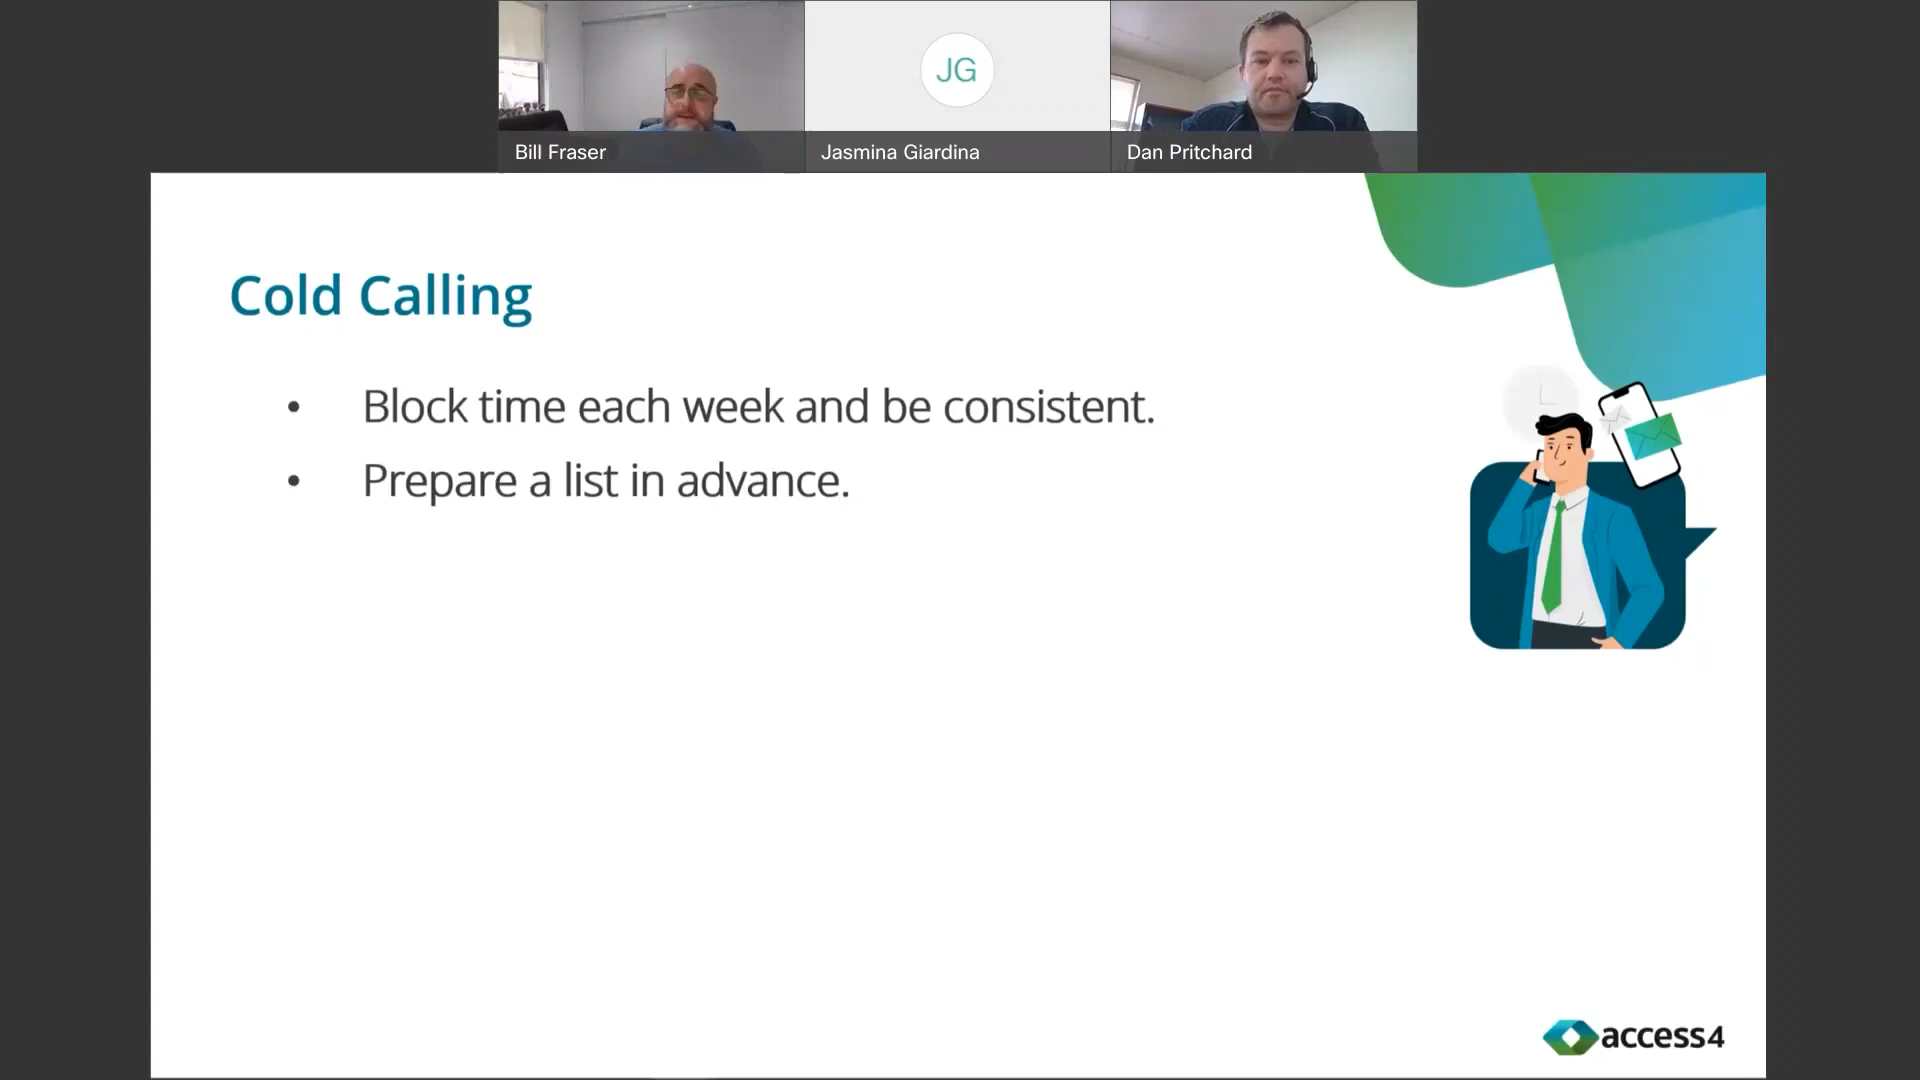 Bill Fraser
JG
Jasmina Giardina
Dan Pritchard
Cold Calling
• Block time each week and be consistent.
• Prepare a list in advance.
access4